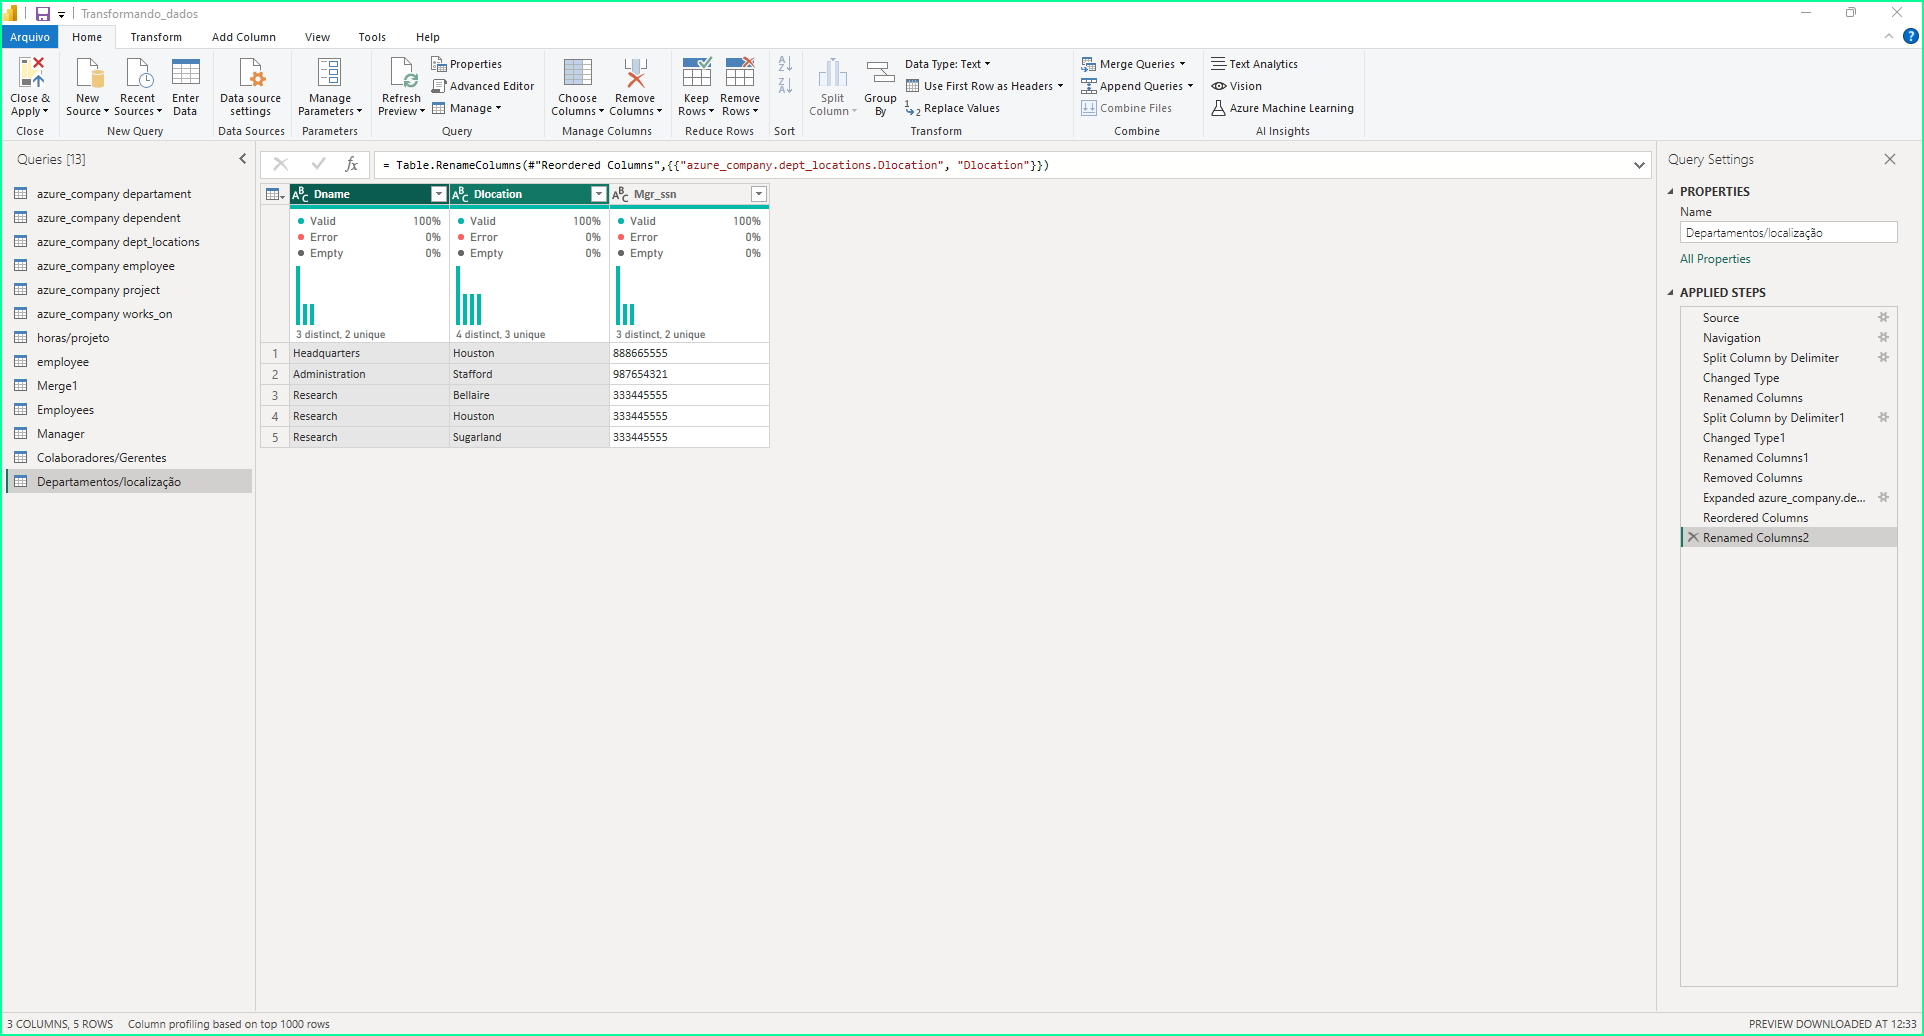 Transformando_dados
Arquivo
Home
Transform
Add Column
View
Tools
Help
Close &
Apply
Close
New
Source
Recent
Sources
Enter
Data
New Query
Data source
settings
Data Sources
Manage
Parameters
Parameters
Refresh
Preview
Properties
Advanced Editor
Manage
Query
Choose
Columns
Remove
Columns
Manage Columns
Keep
Rows
Remove
Rows
Reduce Rows
Sort
Split
Column
Group
By
Data Type: Text
Use First Row as Headers
Replace Values
Transform
Merge Queries
Append Queries
Combine Files
Combine
Text Analytics
Vision
Azure Machine Learning
AI Insights
Queries [13]
azure_company departament
azure_company dependent
azure_company dept_locations
azure_company employee
azure_company project
azure_company works_on
horas/projeto
employee
Merge1
Employees
Manager
Colaboradores/Gerentes
Departamentos/localização
fx
= Table.RenameColumns(#"Reordered Columns",{{"azure_company.dept_locations.Dlocation", "Dlocation"}})
ABC Dname ABC Dlocation ABC Mgr_ssn
Valid 100% Valid 100% Valid 100%
Error 0% Error 0% Error 0%
Empty 0% Empty 0% Empty 0%
3 distinct, 2 unique 4 distinct, 3 unique 3 distinct, 2 unique
1 Headquarters Houston 888665555
2 Administration Stafford 987654321
3 Research Bellaire 333445555
4 Research Houston 333445555
5 Research Sugarland 333445555
Query Settings
PROPERTIES
Name
Departamentos/localização
All Properties
APPLIED STEPS
Source
Navigation
Split Column by Delimiter
Changed Type
Renamed Columns
Split Column by Delimiter1
Changed Type1
Renamed Columns1
Removed Columns
Expanded azure_company.de...
Reordered Columns
Renamed Columns2
3 COLUMNS, 5 ROWS Column profiling based on top 1000 rows
PREVIEW DOWNLOADED AT 12:33